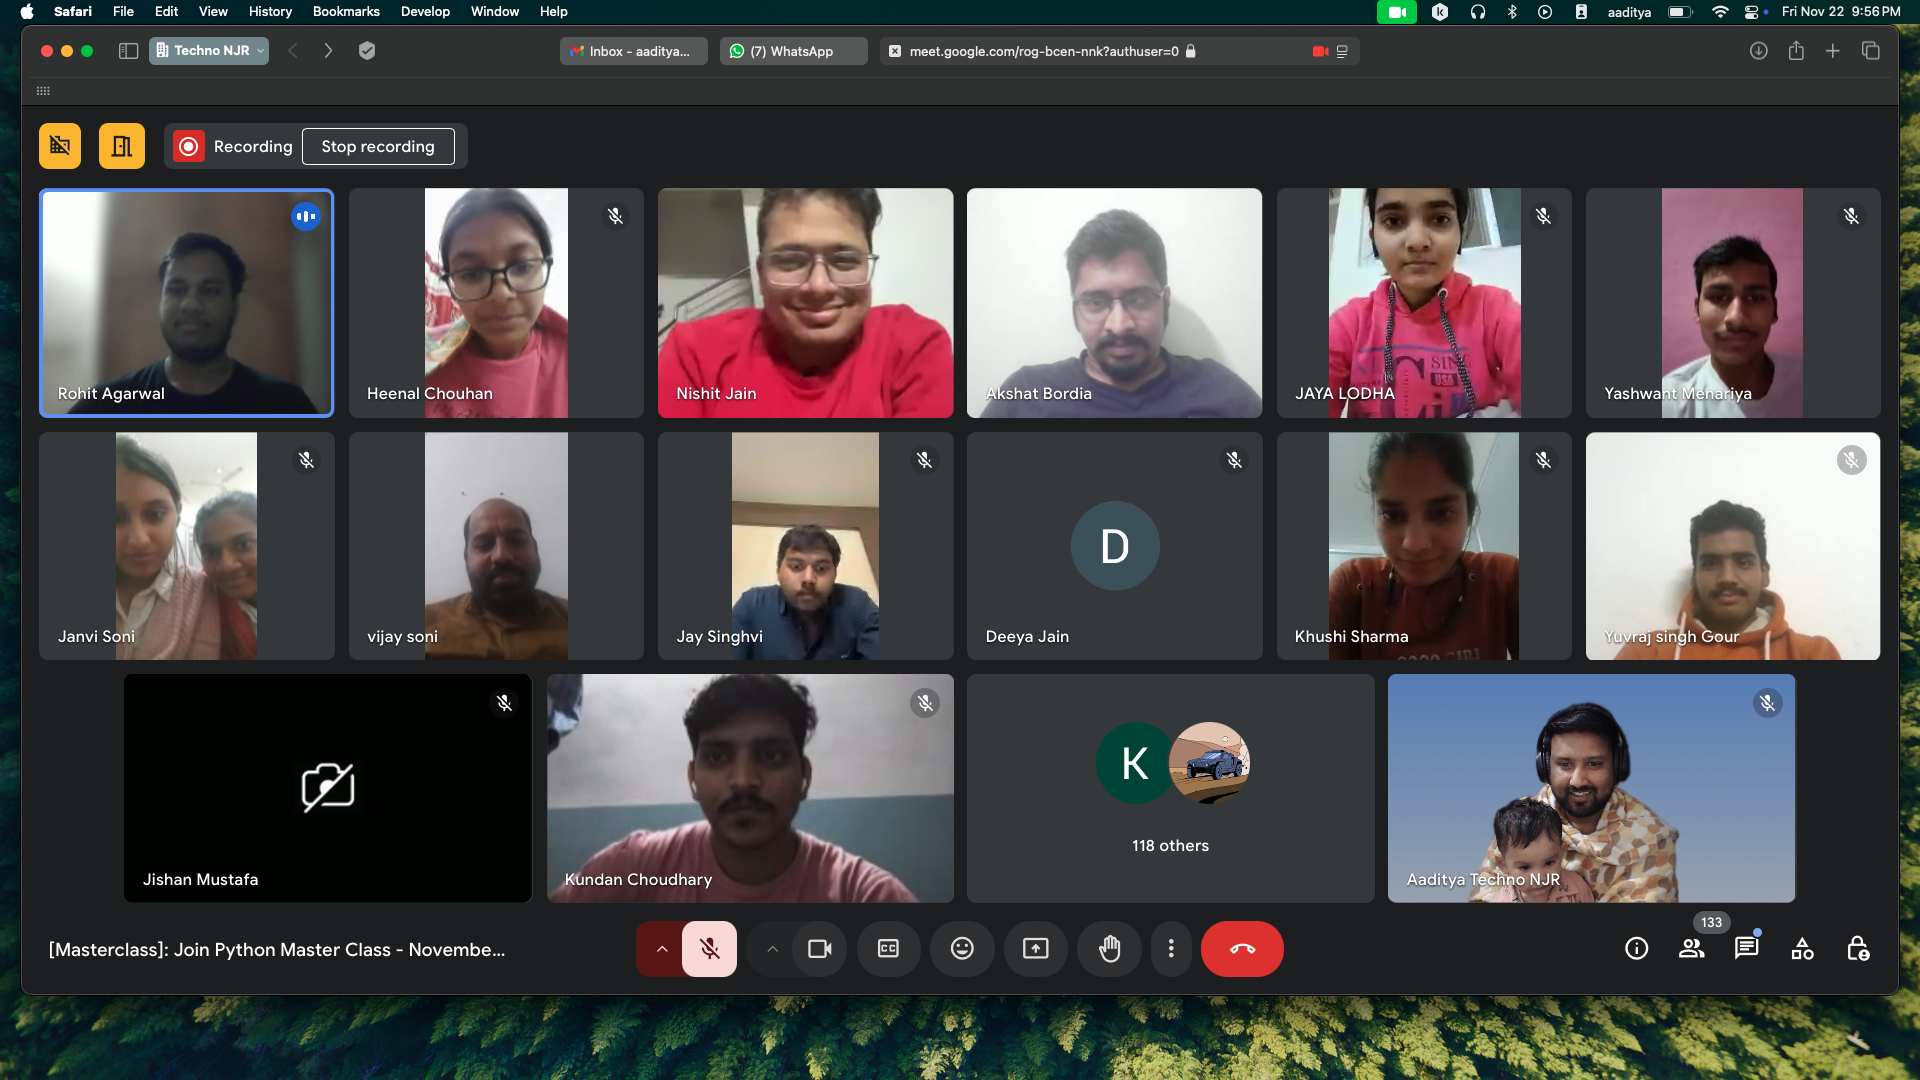 Safari File Edit View History Bookmarks Develop Window Help
aaditya Fri Nov 22 9:56 PM
Techno NJR
Inbox - aaditya...
(7) WhatsApp
meet.google.com/rog-bcen-nnk?authuser=0
Recording
Stop recording
Rohit Agarwal
Heenal Chouhan
Nishit Jain
Akshat Bordia
JAYA LODHA
Yashwant Menariya
SING
USA
Janvi Soni
vijay soni
Jay Singhvi
D
Deeya Jain
Khushi Sharma
Yuvraj singh Gour
Jishan Mustafa
Kundan Choudhary
K
118 others
Aaditya Techno NJR
[Masterclass]: Join Python Master Class - Novembe...
CC
133